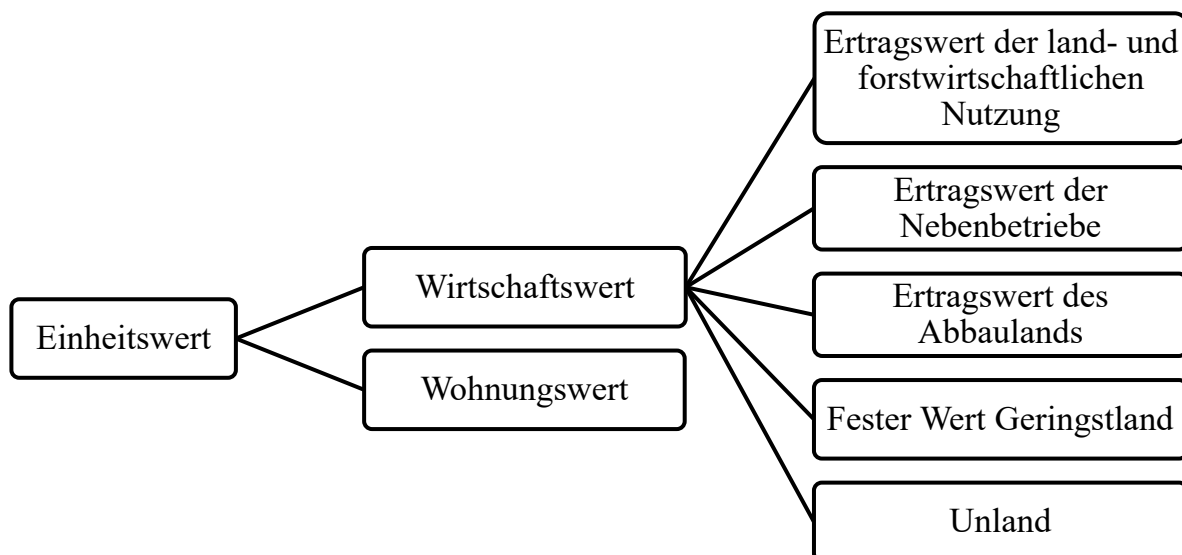 Einheitswert
Wirtschaftswert
Wohnungswert
Ertragswert der land- und
forstwirtschaftlichen
Nutzung
Ertragswert der
Nebenbetriebe
Ertragswert des
Abbaulands
Fester Wert Geringstland
Unland